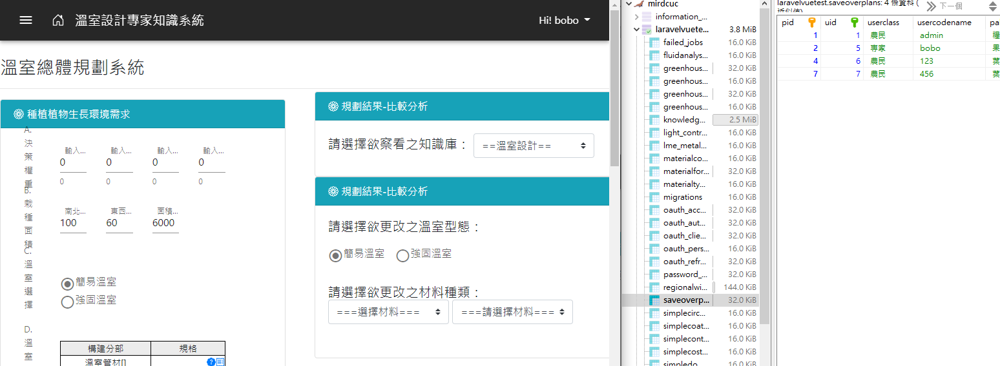 溫室設計專家知識系統
Hi! bobo
溫室總體規劃系統
種植植物生長環境需求
A.
決
策
權
重
輸入...
輸入...
輸入...
輸入...
0
0
0
0
0
0
0
0
B.
栽
種
面
積
南北...
東西...
面積...
100
60
6000
C.
溫
室
選
擇
簡易溫室
強固溫室
D.
溫
室
構建分部
規格
溫室管材[]
規劃結果-比較分析
請選擇欲察看之知識庫：
==溫室設計==
規劃結果-比較分析
請選擇欲更改之溫室型態：
簡易溫室
強固溫室
請選擇欲更改之材料種類：
===選擇材料===
===請選擇材料===
mirdcuc
information_...
laravelvuete... 3.8 MiB
failed_jobs 16.0 KiB
fluidanalys... 16.0 KiB
greenhous... 32.0 KiB
greenhous... 16.0 KiB
greenhous... 32.0 KiB
greenhous... 16.0 KiB
knowledg... 2.5 MiB
light_contr... 16.0 KiB
lme_metal... 16.0 KiB
materialco... 16.0 KiB
materialfor... 32.0 KiB
materialty... 16.0 KiB
migrations 16.0 KiB
oauth_acc... 32.0 KiB
oauth_aut... 32.0 KiB
oauth_clie... 32.0 KiB
oauth_pers... 16.0 KiB
oauth_refr... 32.0 KiB
password_... 32.0 KiB
regionalwi... 144.0 KiB
saveoverp... 32.0 KiB
simplecirc... 16.0 KiB
simplecoat... 16.0 KiB
simplecont... 16.0 KiB
simplecost... 16.0 KiB
simpledo... 16.0 KiB
laravelvuetest.saveoverplans: 4 條資料 (
近似值)
下一個
pid uid userclass usercodename pa
1 1 農民 admin
2 5 專家 bobo 果
4 6 農民 123 葉
7 7 農民 456 葉